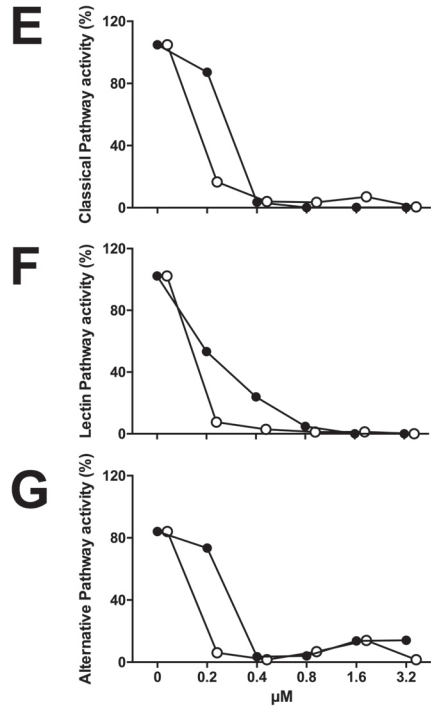 E
Classical Pathway activity (%)
120
80
40
0
F
Lectin Pathway activity (%)
120
80
40
0
G
Alternative Pathway activity (%)
120
80
40
0
0 0.2 0.4 0.8 1.6 3.2
µM